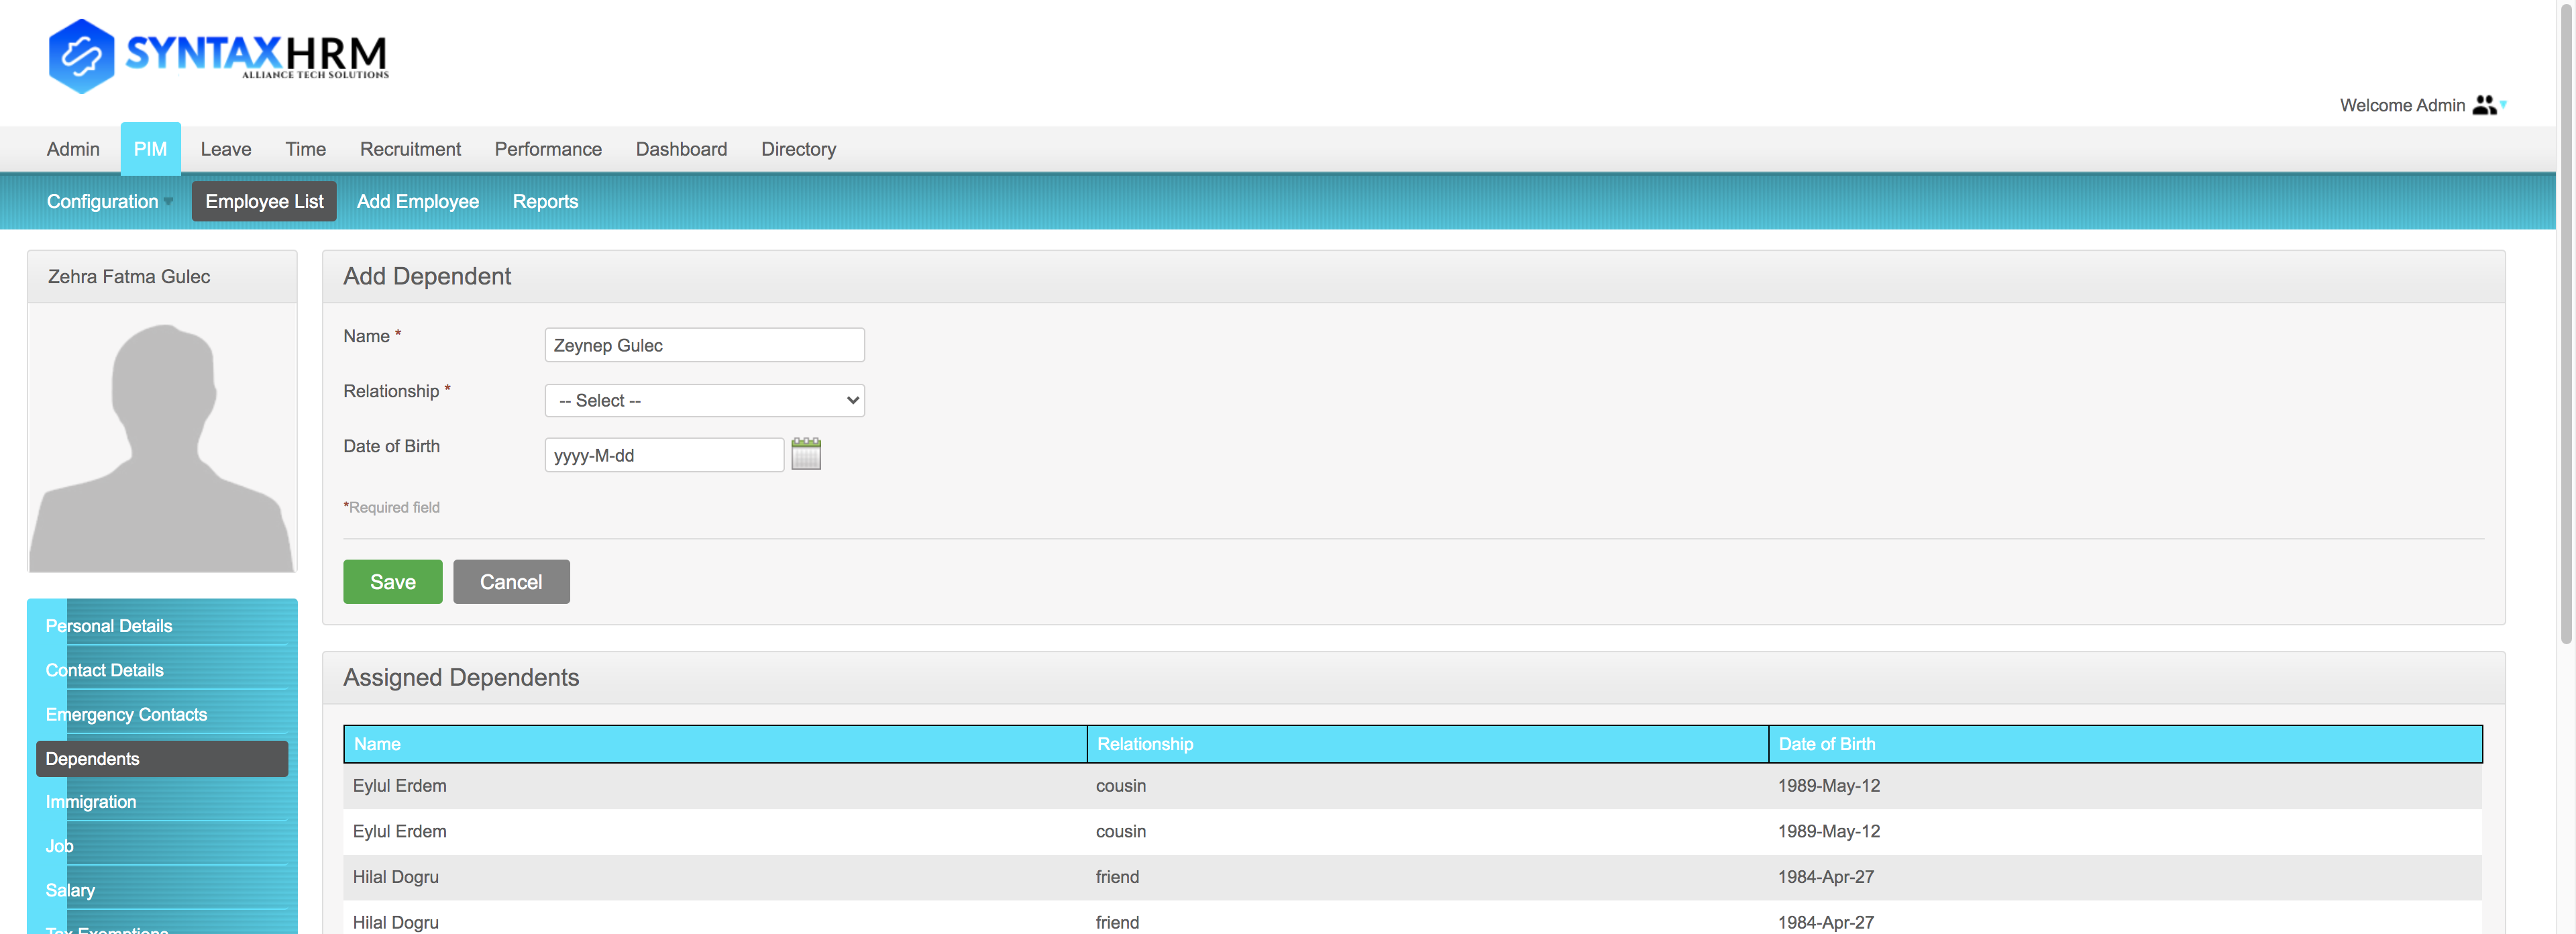 SYNTAXHRM
ALLIANCE TECH SOLUTIONS
Welcome Admin
Admin PIM Leave Time Recruitment Performance Dashboard Directory
Configuration Employee List Add Employee Reports
Zehra Fatma Gulec
Add Dependent
Name * Zeynep Gulec
Relationship * -- Select --
Date of Birth yyyy-M-dd
*Required field
Save Cancel
Personal Details
Contact Details
Emergency Contacts
Dependents
Immigration
Job
Salary
Tax Exemptions
Assigned Dependents
Name Relationship Date of Birth
Eylul Erdem cousin 1989-May-12
Eylul Erdem cousin 1989-May-12
Hilal Dogru friend 1984-Apr-27
Hilal Dogru friend 1984-Apr-27